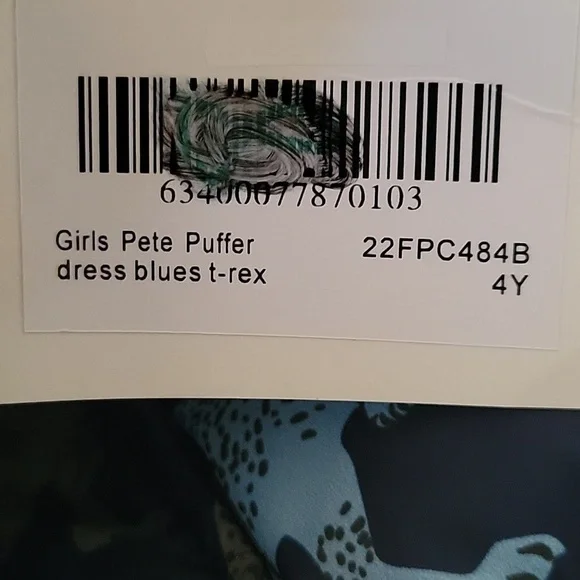 63400077870103
Girls Pete Puffer 22FPC484B
dress blues t-rex 4Y